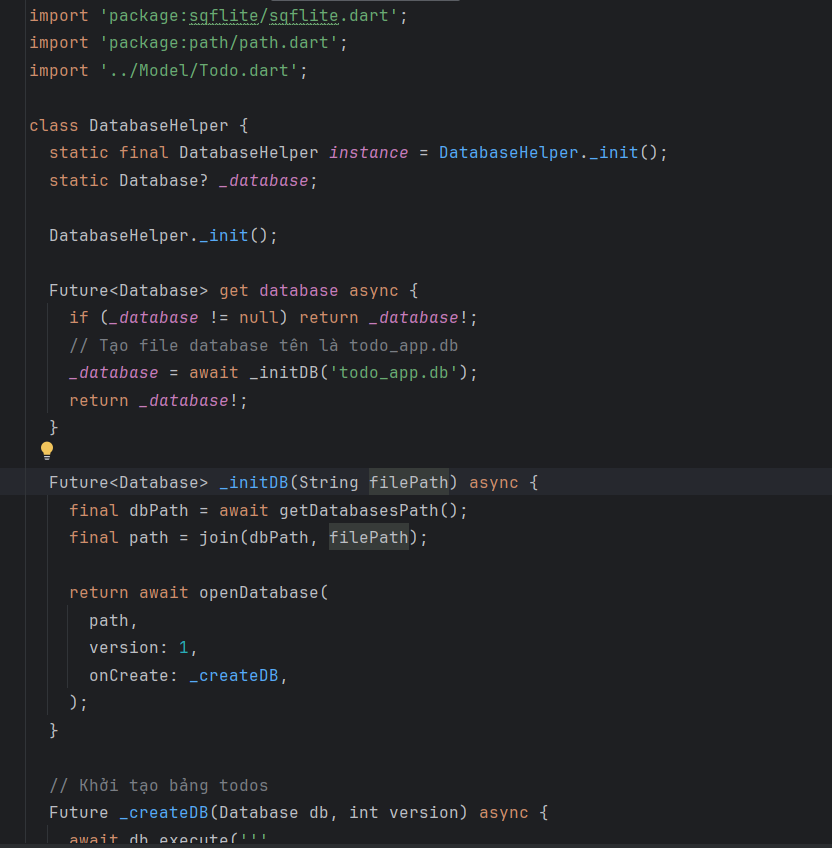 import 'package:sqflite/sqflite.dart';
import 'package:path/path.dart';
import '../Model/Todo.dart';
class DatabaseHelper {
static final DatabaseHelper instance = DatabaseHelper._init();
static Database? _database;
DatabaseHelper._init();
Future<Database> get database async {
if (_database != null) return _database!;
// Tạo file database tên là todo_app.db
_database = await _initDB('todo_app.db');
return _database!;
}
Future<Database> _initDB(String filePath) async {
final dbPath = await getDatabasesPath();
final path = join(dbPath, filePath);
return await openDatabase(
path,
version: 1,
onCreate: _createDB,
);
}
// Khởi tạo bảng todos
Future _createDB(Database db, int version) async {
await db.execute('''